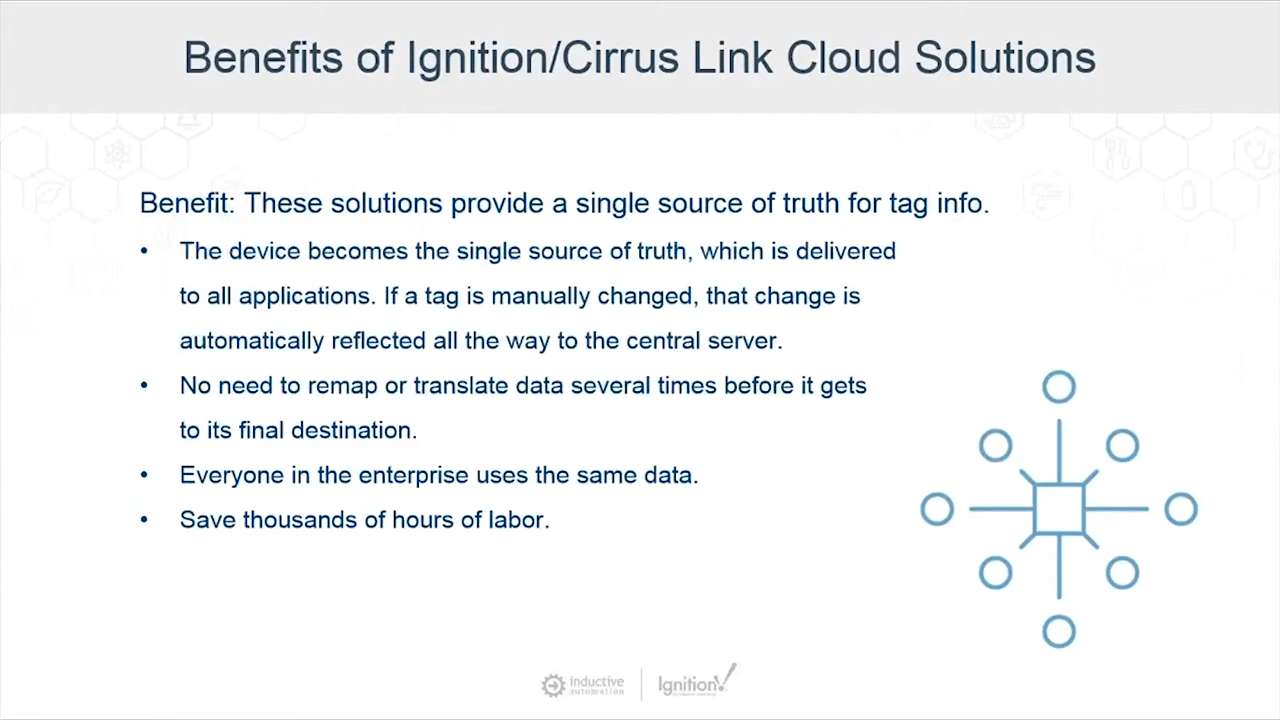 Benefits of Ignition/Cirrus Link Cloud Solutions
Benefit: These solutions provide a single source of truth for tag info.
• The device becomes the single source of truth, which is delivered
to all applications. If a tag is manually changed, that change is
automatically reflected all the way to the central server.
• No need to remap or translate data several times before it gets
to its final destination.
• Everyone in the enterprise uses the same data.
• Save thousands of hours of labor.
inductive
automation
Ignition!